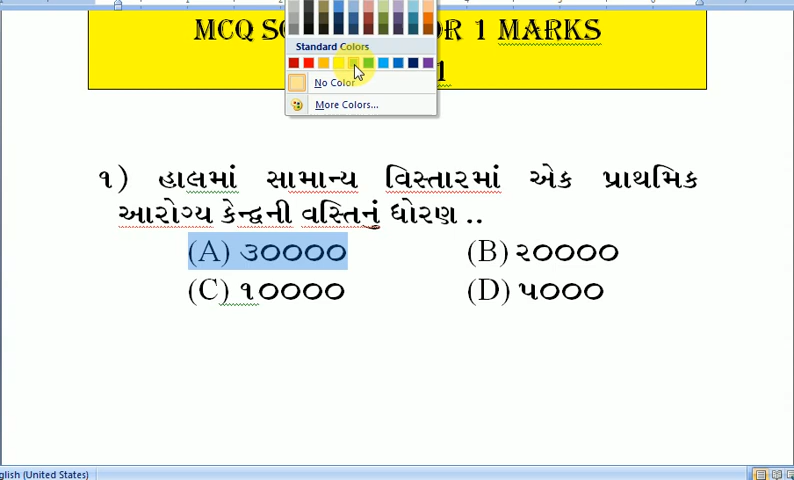 MCQ SO OR 1 MARKS
Standard Colors
1
No Color
More Colors...
૧) હાલમાં સામાન્ય વિસ્તારમાં એક પ્રાથમિક
આરોગ્ય કેન્દ્રની વસ્તિનું ધોરણ ..
(A) ૩૦૦૦૦ (B) ૨૦૦૦૦
(C) ૧૦૦૦૦ (D) ૫૦૦૦
glish (United States)